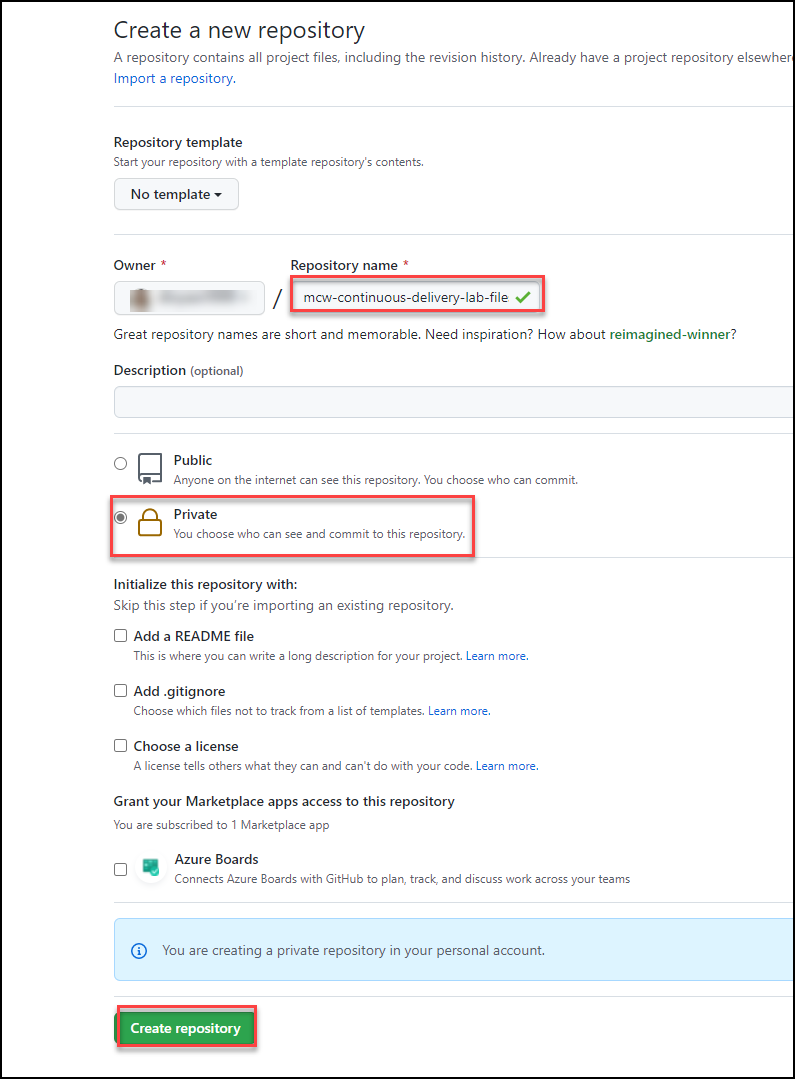 Create a new repository
A repository contains all project files, including the revision history. Already have a project repository elsewhere
Import a repository.
Repository template
Start your repository with a template repository's contents.
No template
Owner *
Repository name *
/
mcw-continuous-delivery-lab-file
Great repository names are short and memorable. Need inspiration? How about reimagined-winner?
Description (optional)
Public
Anyone on the internet can see this repository. You choose who can commit.
Private
You choose who can see and commit to this repository.
Initialize this repository with:
Skip this step if you’re importing an existing repository.
Add a README file
This is where you can write a long description for your project. Learn more.
Add .gitignore
Choose which files not to track from a list of templates. Learn more.
Choose a license
A license tells others what they can and can't do with your code. Learn more.
Grant your Marketplace apps access to this repository
You are subscribed to 1 Marketplace app
Azure Boards
Connects Azure Boards with GitHub to plan, track, and discuss work across your teams
You are creating a private repository in your personal account.
Create repository